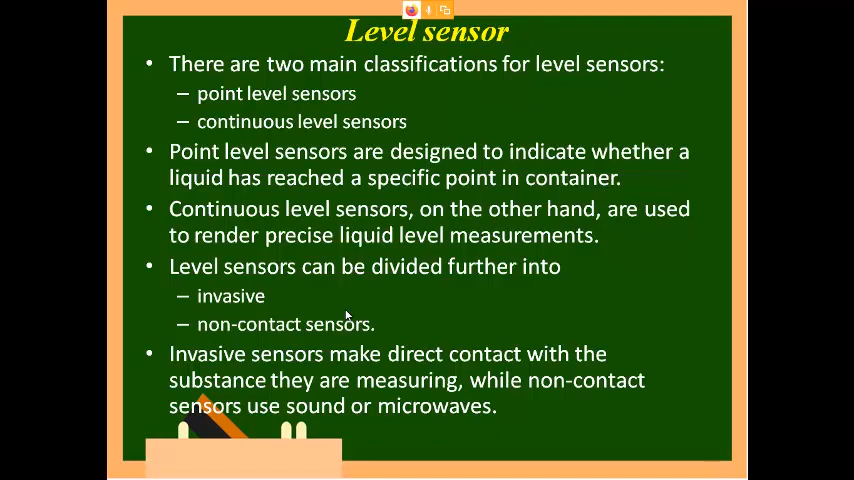 Level sensor
• There are two main classifications for level sensors:
– point level sensors
– continuous level sensors
• Point level sensors are designed to indicate whether a
liquid has reached a specific point in container.
• Continuous level sensors, on the other hand, are used
to render precise liquid level measurements.
• Level sensors can be divided further into
– invasive
– non-contact sensors.
• Invasive sensors make direct contact with the
substance they are measuring, while non-contact
sensors use sound or microwaves.